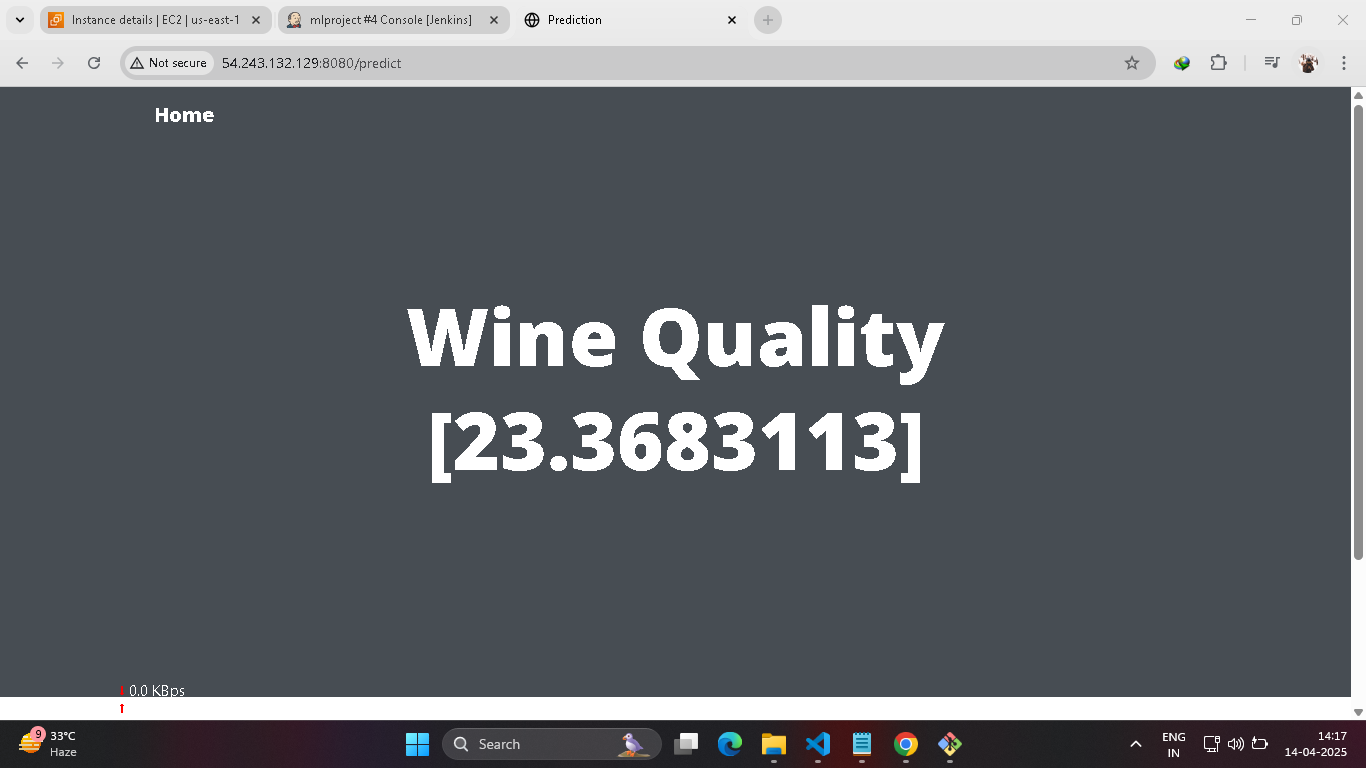 Instance details | EC2 | us-east-1
mlproject #4 Console [Jenkins]
Prediction
Not secure
54.243.132.129:8080/predict
Home
Wine Quality
[23.3683113]
0.0 KBps
9
33°C
Haze
Search
ENG
IN
14:17
14-04-2025